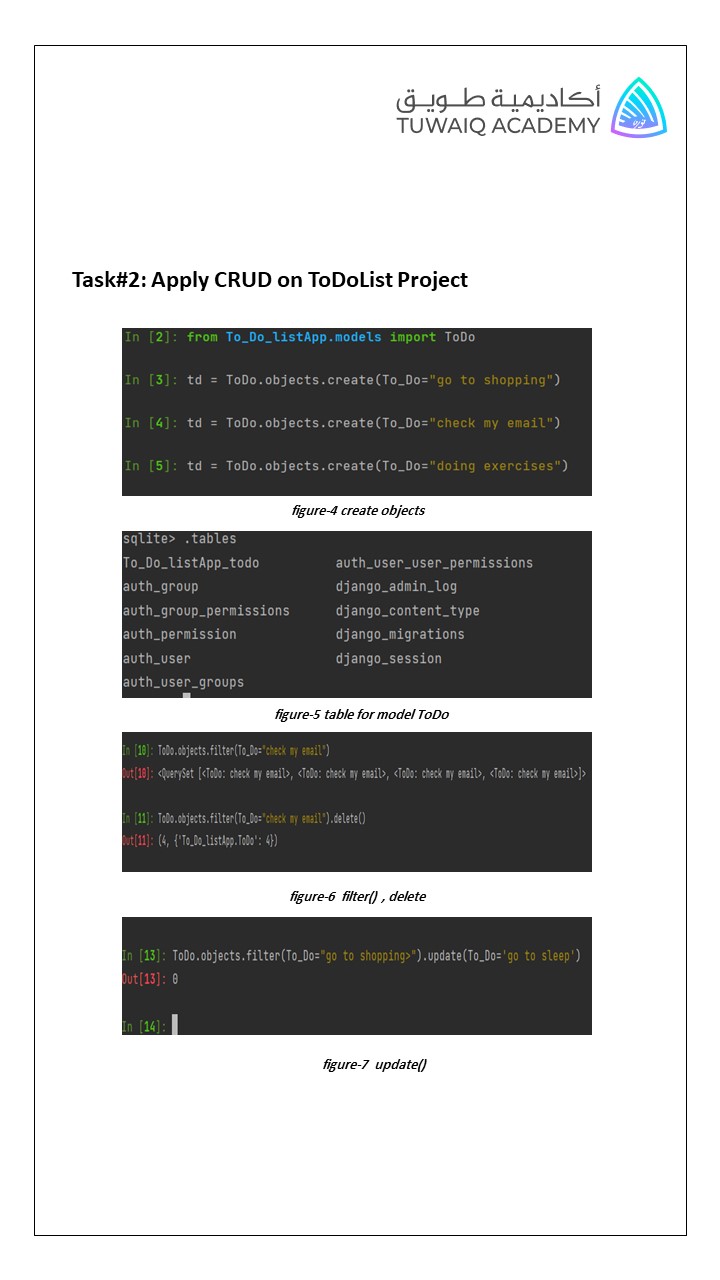 أكاديمية طويق
TUWAIQ ACADEMY
Task#2: Apply CRUD on ToDoList Project
In [2]: from To_Do_listApp.models import ToDo
In [3]: td = ToDo.objects.create(To_Do="go to shopping")
In [4]: td = ToDo.objects.create(To_Do="check my email")
In [5]: td = ToDo.objects.create(To_Do="doing exercises")
figure-4 create objects
sqlite> .tables
To_Do_listApp_todo auth_user_user_permissions
auth_group django_admin_log
auth_group_permissions django_content_type
auth_permission django_migrations
auth_user django_session
auth_user_groups
figure-5 table for model ToDo
In [10]: ToDo.objects.filter(To_Do="check my email")
Out[10]: <QuerySet [<ToDo: check my email>, <ToDo: check my email>, <ToDo: check my email>, <ToDo: check my email>]>
In [11]: ToDo.objects.filter(To_Do="check my email").delete()
Out[11]: (4, {'To_Do_listApp.ToDo': 4})
figure-6 filter() , delete
In [13]: ToDo.objects.filter(To_Do="go to shopping>").update(To_Do='go to sleep')
Out[13]: 0
In [14]:
figure-7 update()